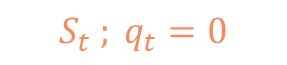 S_t ; q_t = 0